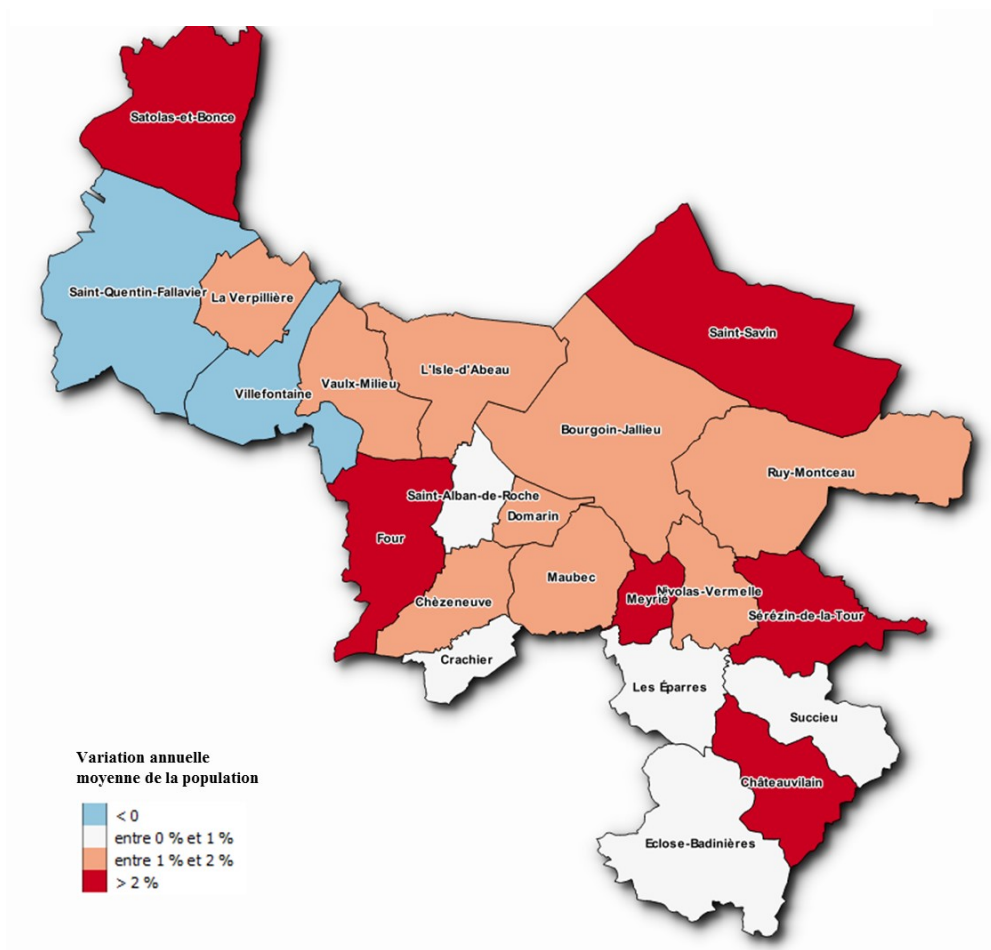 Satolas-et-Bonce
Saint-Quentin-Fallavier
La Verpillière
Saint-Savin
L'Isle-d'Abeau
Vaulx-Milieu
Villefontaine
Bourgoin-Jallieu
Ruy-Montceau
Saint-Alban-de-Roche
Domarin
Four
Maubec
Nivolas-Vermelle
Meyrié
Chèzeneuve
Sérézin-de-la-Tour
Crachier
Les Éparres
Succieu
Châteauvilain
Eclose-Badinières
Variation annuelle
moyenne de la population
< 0
entre 0 % et 1 %
entre 1 % et 2 %
> 2 %